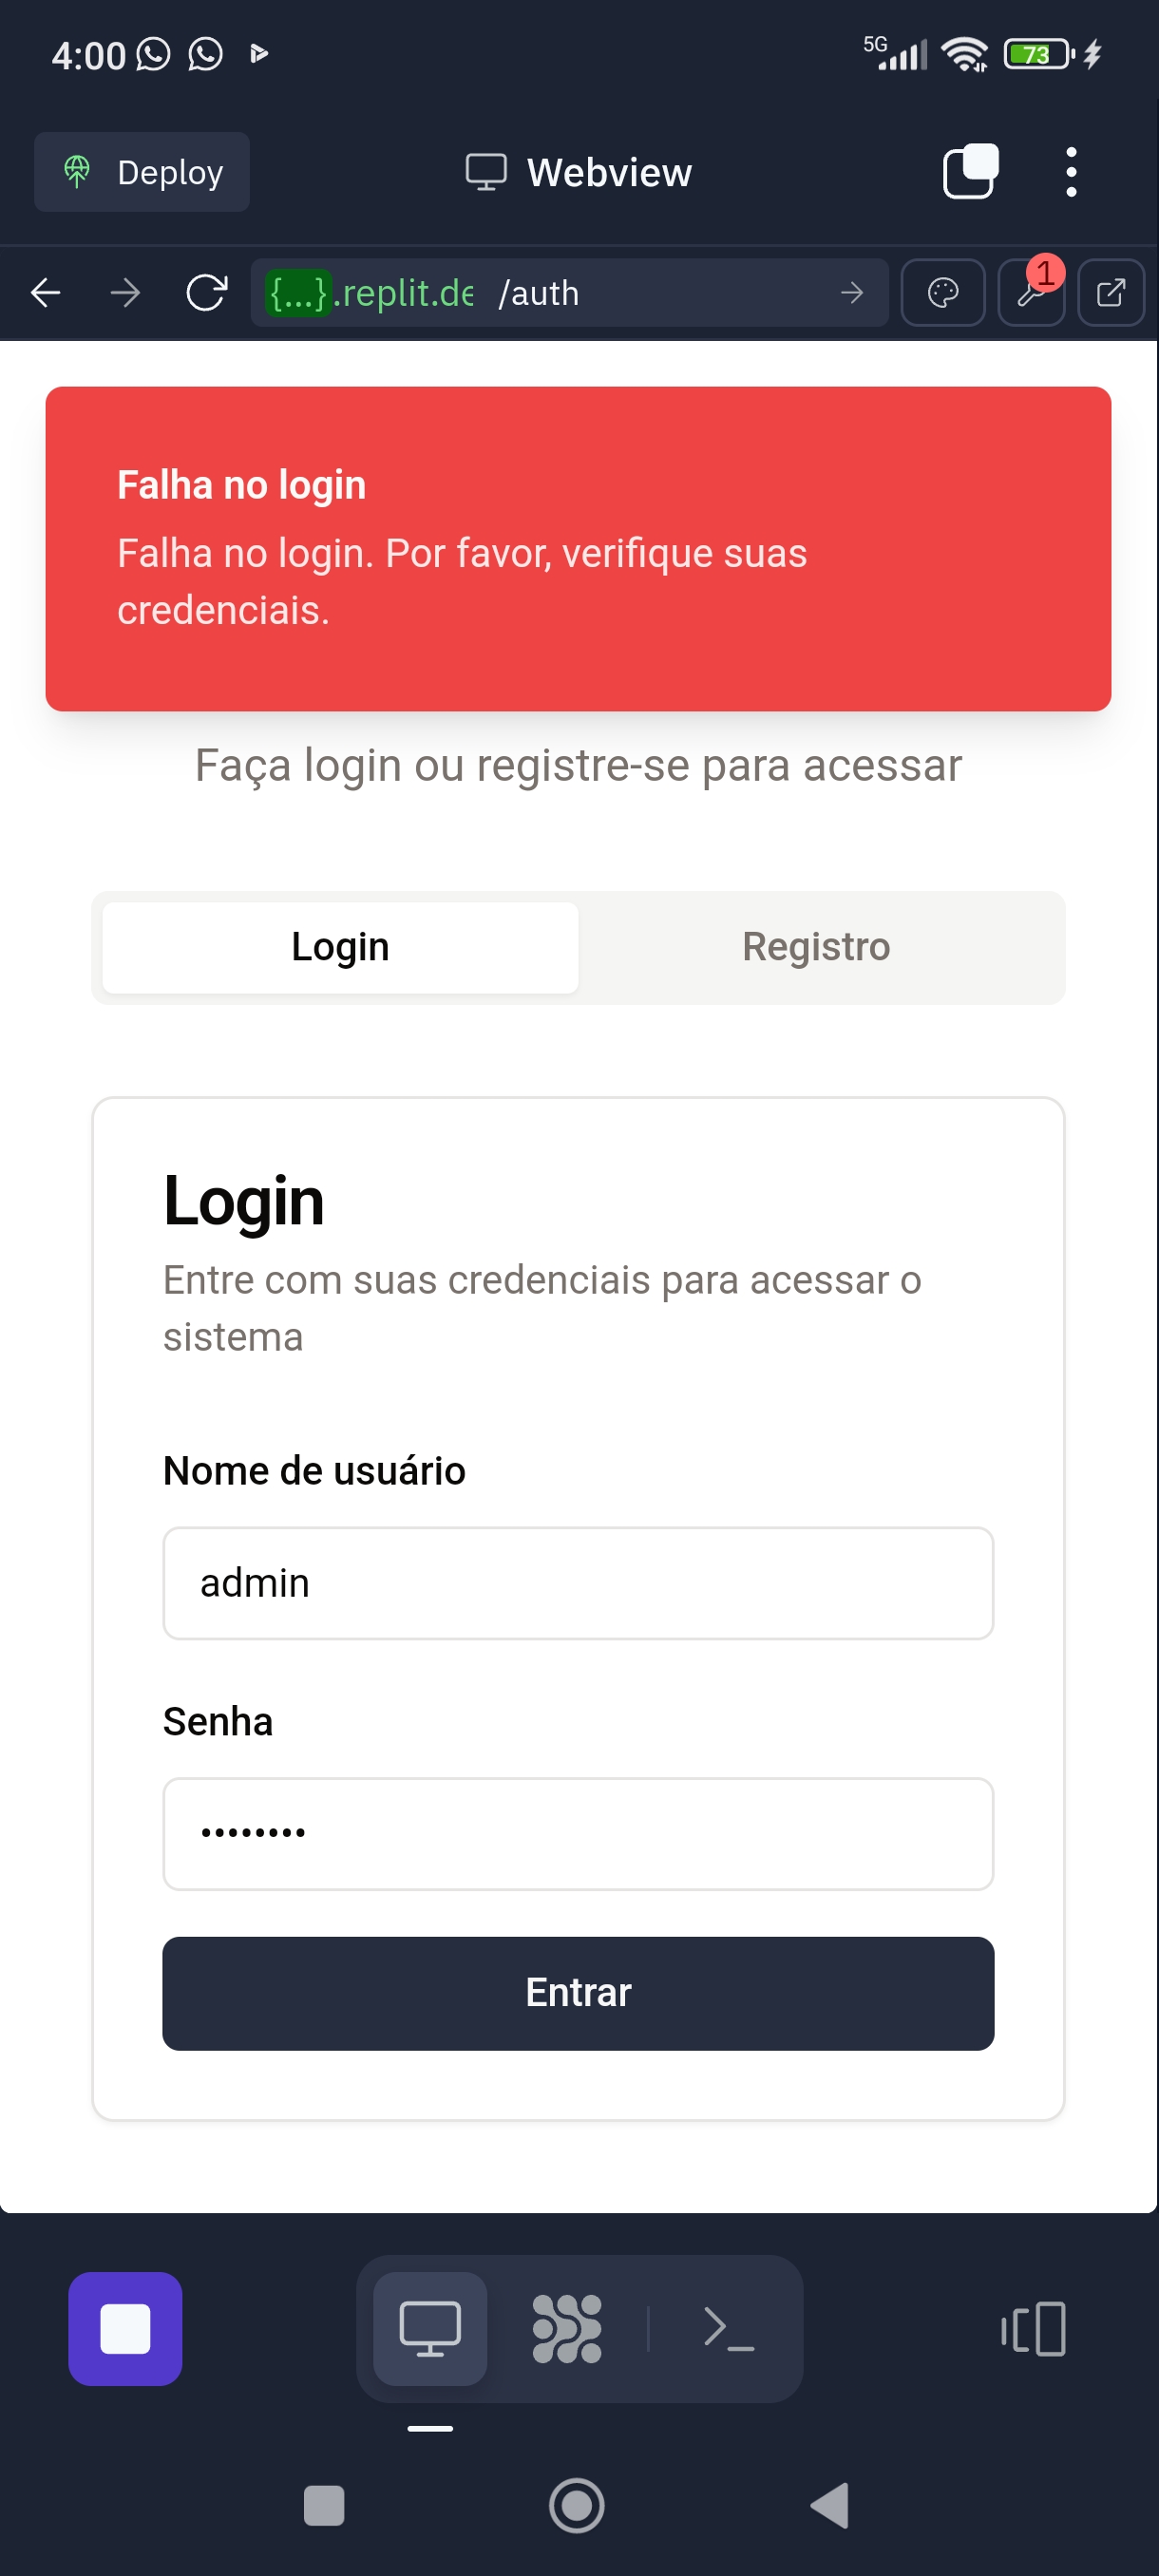 4:00
5G
73
Deploy
Webview
{...}.replit.de /auth
1
Falha no login
Falha no login. Por favor, verifique suas
credenciais.
Faça login ou registre-se para acessar
Login
Registro
Login
Entre com suas credenciais para acessar o
sistema
Nome de usuário
admin
Senha
••••••••
Entrar